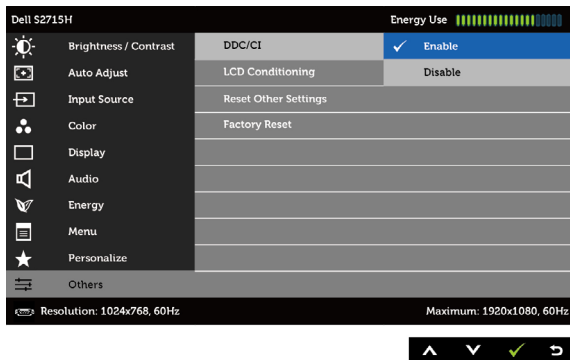 Dell S2715H Energy Use
Brightness / Contrast DDC/CI Enable
Auto Adjust LCD Conditioning Disable
Input Source Reset Other Settings
Color Factory Reset
Display
Audio
Energy
Menu
Personalize
Others
Resolution: 1024x768, 60Hz Maximum: 1920x1080, 60Hz